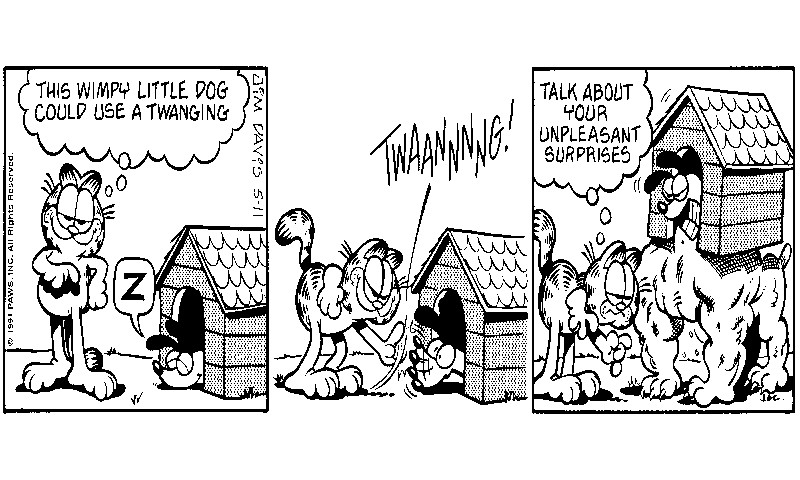 THIS WIMPY LITTLE DOG
COULD USE A TWANGING
JIM DAVIS 5-11
© 1991 PAWS, INC. All Rights Reserved.
Z
TWAANNNNG!
TALK ABOUT
YOUR
UNPLEASANT
SURPRISES